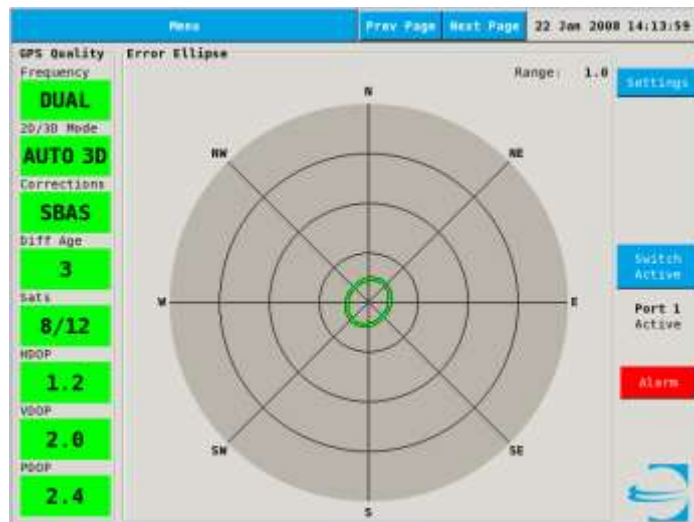 Menu
Prev Page
Next Page
22 Jan 2008 14:13:59
GPS Quality
Frequency
DUAL
2D/3D Mode
AUTO 3D
Corrections
SBAS
Diff Age
3
Sats
8/12
HDOP
1.2
VDOP
2.0
PDOP
2.4
Error Ellipse
Range: 1.0
N
NW
NE
W
E
SW
SE
S
Settings
Switch
Active
Port 1
Active
Alarm